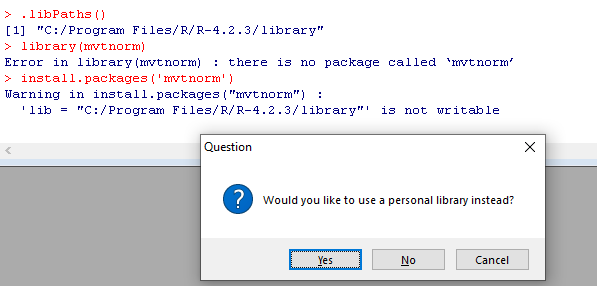 > .libPaths()
[1] "C:/Program Files/R/R-4.2.3/library"
> library(mvtnorm)
Error in library(mvtnorm) : there is no package called ‘mvtnorm’
> install.packages('mvtnorm')
Warning in install.packages("mvtnorm") :
  'lib = "C:/Program Files/R/R-4.2.3/library"' is not writable
Question
Would you like to use a personal library instead?
Yes No Cancel